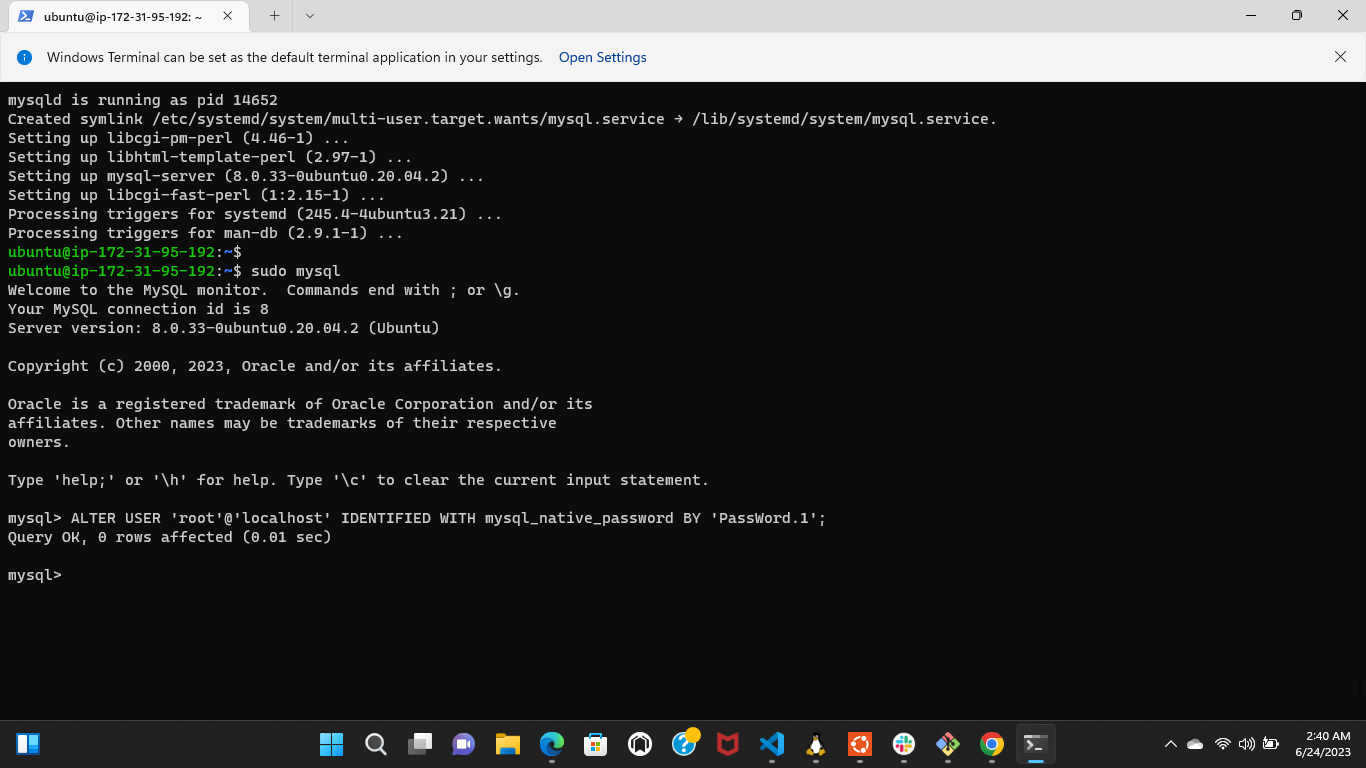 ubuntu@ip-172-31-95-192: ~
Windows Terminal can be set as the default terminal application in your settings. Open Settings
mysqld is running as pid 14652
Created symlink /etc/systemd/system/multi-user.target.wants/mysql.service → /lib/systemd/system/mysql.service.
Setting up libcgi-pm-perl (4.46-1) ...
Setting up libhtml-template-perl (2.97-1) ...
Setting up mysql-server (8.0.33-0ubuntu0.20.04.2) ...
Setting up libcgi-fast-perl (1:2.15-1) ...
Processing triggers for systemd (245.4-4ubuntu3.21) ...
Processing triggers for man-db (2.9.1-1) ...
ubuntu@ip-172-31-95-192:~$
ubuntu@ip-172-31-95-192:~$ sudo mysql
Welcome to the MySQL monitor.  Commands end with ; or \g.
Your MySQL connection id is 8
Server version: 8.0.33-0ubuntu0.20.04.2 (Ubuntu)
Copyright (c) 2000, 2023, Oracle and/or its affiliates.
Oracle is a registered trademark of Oracle Corporation and/or its
affiliates. Other names may be trademarks of their respective
owners.
Type 'help;' or '\h' for help. Type '\c' to clear the current input statement.
mysql> ALTER USER 'root'@'localhost' IDENTIFIED WITH mysql_native_password BY 'PassWord.1';
Query OK, 0 rows affected (0.01 sec)
mysql>
2:40 AM
6/24/2023